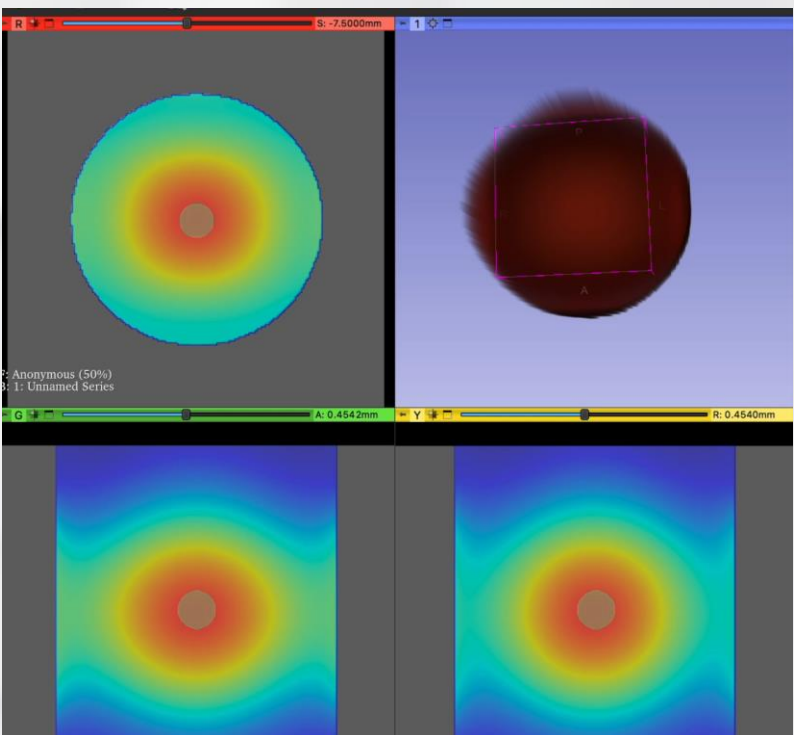 R S: -7.5000mm
1
P
L
A
F: Anonymous (50%)
B: 1: Unnamed Series
G A: 0.4542mm
Y R: 0.4540mm